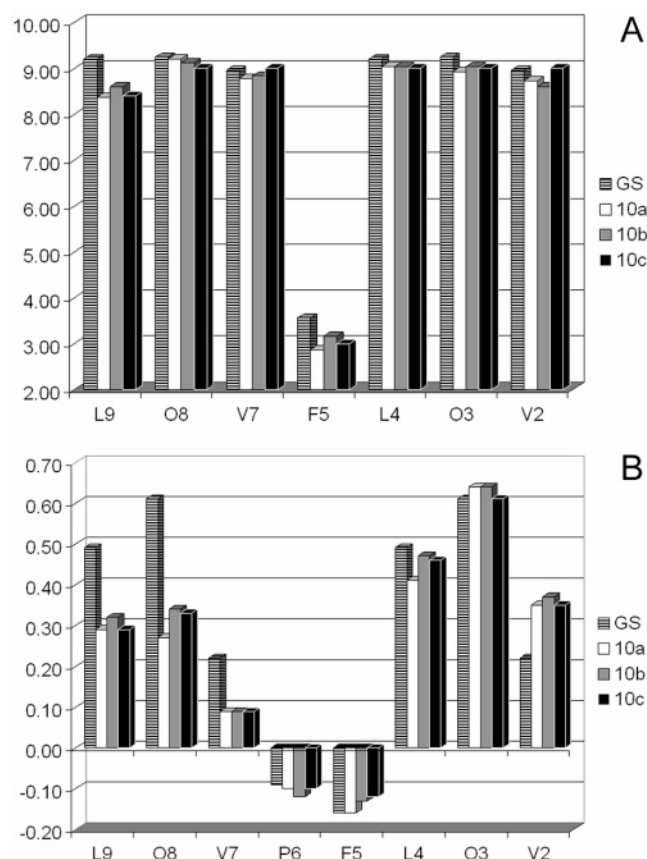 A
10.00
9.00
8.00
7.00
6.00
5.00
4.00
3.00
2.00
L9 O8 V7 F5 L4 O3 V2
GS
10a
10b
10c
B
0.70
0.60
0.50
0.40
0.30
0.20
0.10
0.00
-0.10
-0.20
L9 O8 V7 P6 F5 L4 O3 V2
GS
10a
10b
10c